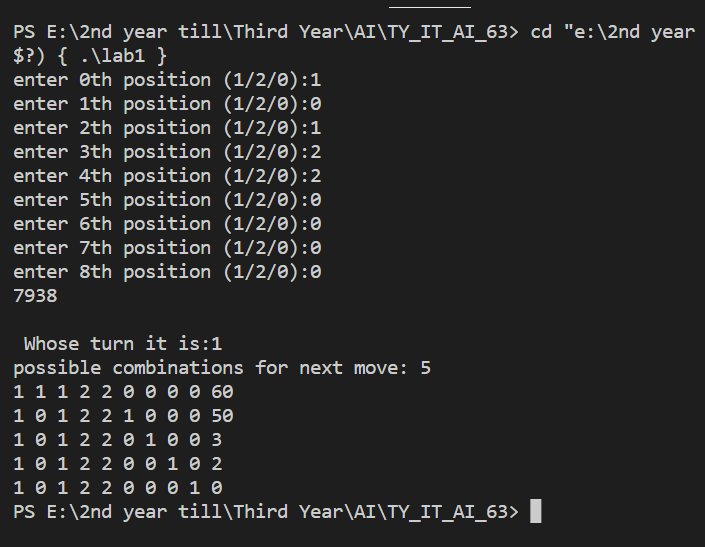 PS E:\2nd year till\Third Year\AI\TY_IT_AI_63> cd "e:\2nd year
$?) { .\lab1 }
enter 0th position (1/2/0):1
enter 1th position (1/2/0):0
enter 2th position (1/2/0):1
enter 3th position (1/2/0):2
enter 4th position (1/2/0):2
enter 5th position (1/2/0):0
enter 6th position (1/2/0):0
enter 7th position (1/2/0):0
enter 8th position (1/2/0):0
7938
Whose turn it is:1
possible combinations for next move: 5
1 1 1 2 2 0 0 0 0 60
1 0 1 2 2 1 0 0 0 50
1 0 1 2 2 0 1 0 0 3
1 0 1 2 2 0 0 1 0 2
1 0 1 2 2 0 0 0 1 0
PS E:\2nd year till\Third Year\AI\TY_IT_AI_63>